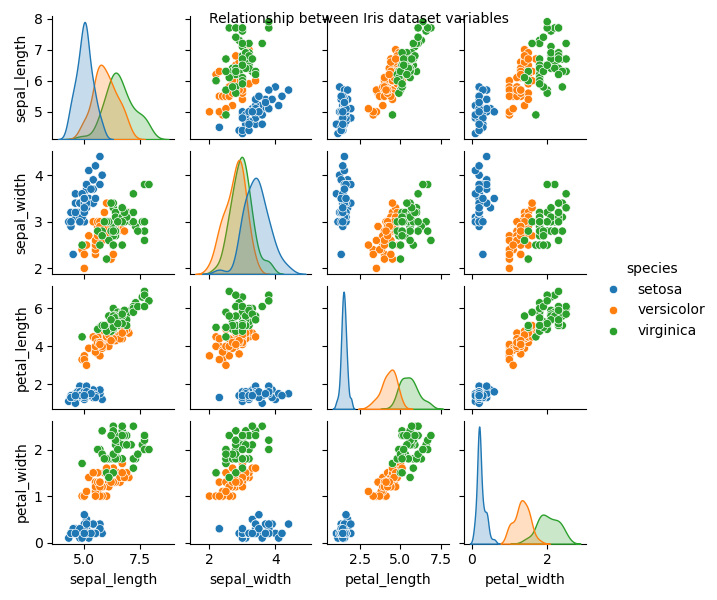 Relationship between Iris dataset variables
8
7
6
5
sepal_length
4
3
2
sepal_width
6
4
2
petal_length
2
1
0
petal_width
5.0 7.5
2 4
2.5 5.0 7.5
0 2
sepal_length
sepal_width
petal_length
petal_width
species
setosa
versicolor
virginica